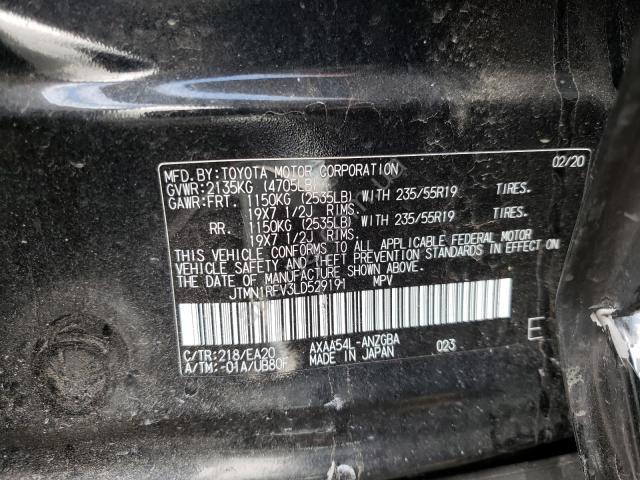 MFD.BY:TOYOTA MOTOR CORPORATION 02/20
GVWR:2135KG (4705LB)
GAWR:FRT. 1150KG (2535LB) WITH 235/55R19 TIRES.
19X7 1/2J RIMS.
RR. 1150KG (2535LB) WITH 235/55R19 TIRES.
19X7 1/2J RIMS.
THIS VEHICLE CONFORMS TO ALL APPLICABLE FEDERAL MOTOR
VEHICLE SAFETY, BUMPER, AND THEFT PREVENTION STANDARDS IN EFFECT ON
THE DATE OF MANUFACTURE SHOWN ABOVE.
JTMN1RFV3LD529191 MPV
E
C/TR:218/EA20 AXAA54L-ANZGBA 023
A/TM:-01A/UB80F MADE IN JAPAN